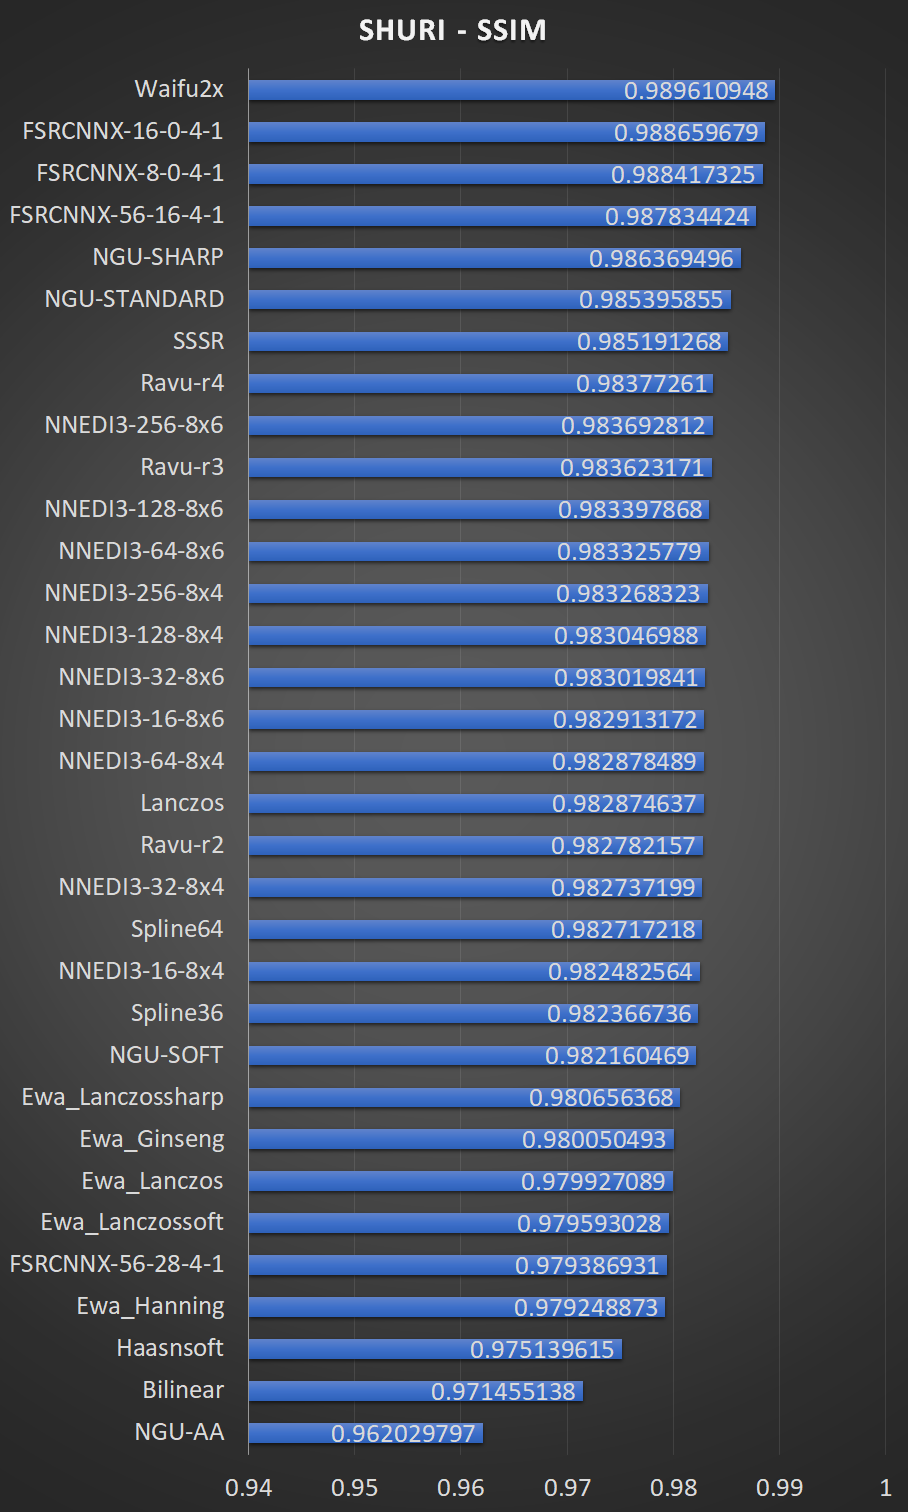 SHURI - SSIM
Waifu2x 0.989610948
FSRCNNX-16-0-4-1 0.988659679
FSRCNNX-8-0-4-1 0.988417325
FSRCNNX-56-16-4-1 0.987834424
NGU-SHARP 0.986369496
NGU-STANDARD 0.985395855
SSSR 0.985191268
Ravu-r4 0.98377261
NNEDI3-256-8x6 0.983692812
Ravu-r3 0.983623171
NNEDI3-128-8x6 0.983397868
NNEDI3-64-8x6 0.983325779
NNEDI3-256-8x4 0.983268323
NNEDI3-128-8x4 0.983046988
NNEDI3-32-8x6 0.983019841
NNEDI3-16-8x6 0.982913172
NNEDI3-64-8x4 0.982878489
Lanczos 0.982874637
Ravu-r2 0.982782157
NNEDI3-32-8x4 0.982737199
Spline64 0.982717218
NNEDI3-16-8x4 0.982482564
Spline36 0.982366736
NGU-SOFT 0.982160469
Ewa_Lanczossharp 0.980656368
Ewa_Ginseng 0.980050493
Ewa_Lanczos 0.979927089
Ewa_Lanczossoft 0.979593028
FSRCNNX-56-28-4-1 0.979386931
Ewa_Hanning 0.979248873
Haasnsoft 0.975139615
Bilinear 0.971455138
NGU-AA 0.962029797
0.94 0.95 0.96 0.97 0.98 0.99 1